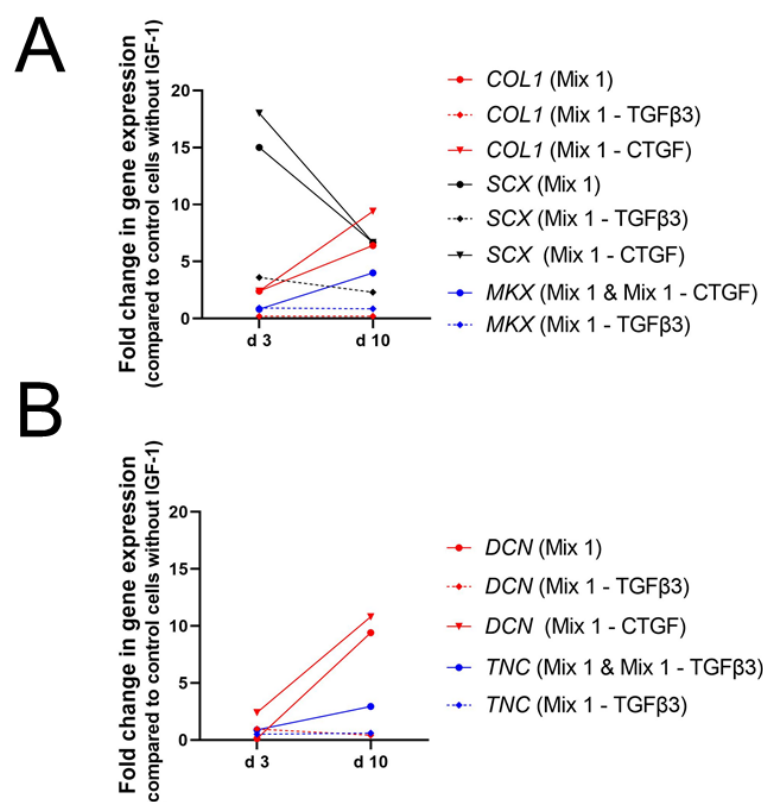 A
Fold change in gene expression
(compared to control cells without IGF-1)
20
15
10
5
0
d 3
d 10
COL1 (Mix 1)
COL1 (Mix 1 - TGFβ3)
COL1 (Mix 1 - CTGF)
SCX (Mix 1)
SCX (Mix 1 - TGFβ3)
SCX (Mix 1 - CTGF)
MKX (Mix 1 & Mix 1 - CTGF)
MKX (Mix 1 - TGFβ3)
B
Fold change in gene expression
(compared to control cells without IGF-1)
20
15
10
5
0
d 3
d 10
DCN (Mix 1)
DCN (Mix 1 - TGFβ3)
DCN (Mix 1 - CTGF)
TNC (Mix 1 & Mix 1 - TGFβ3)
TNC (Mix 1 - TGFβ3)